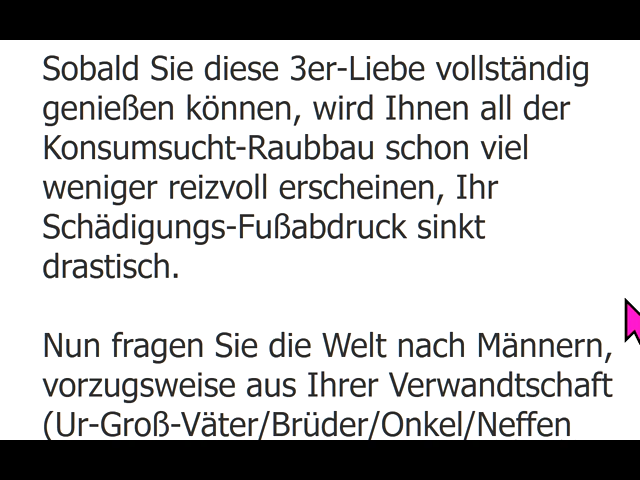 Sobald Sie diese 3er-Liebe vollständig
genießen können, wird Ihnen all der
Konsumsucht-Raubbau schon viel
weniger reizvoll erscheinen, Ihr
Schädigungs-Fußabdruck sinkt
drastisch.
Nun fragen Sie die Welt nach Männern,
vorzugsweise aus Ihrer Verwandtschaft
(Ur-Groß-Väter/Brüder/Onkel/Neffen